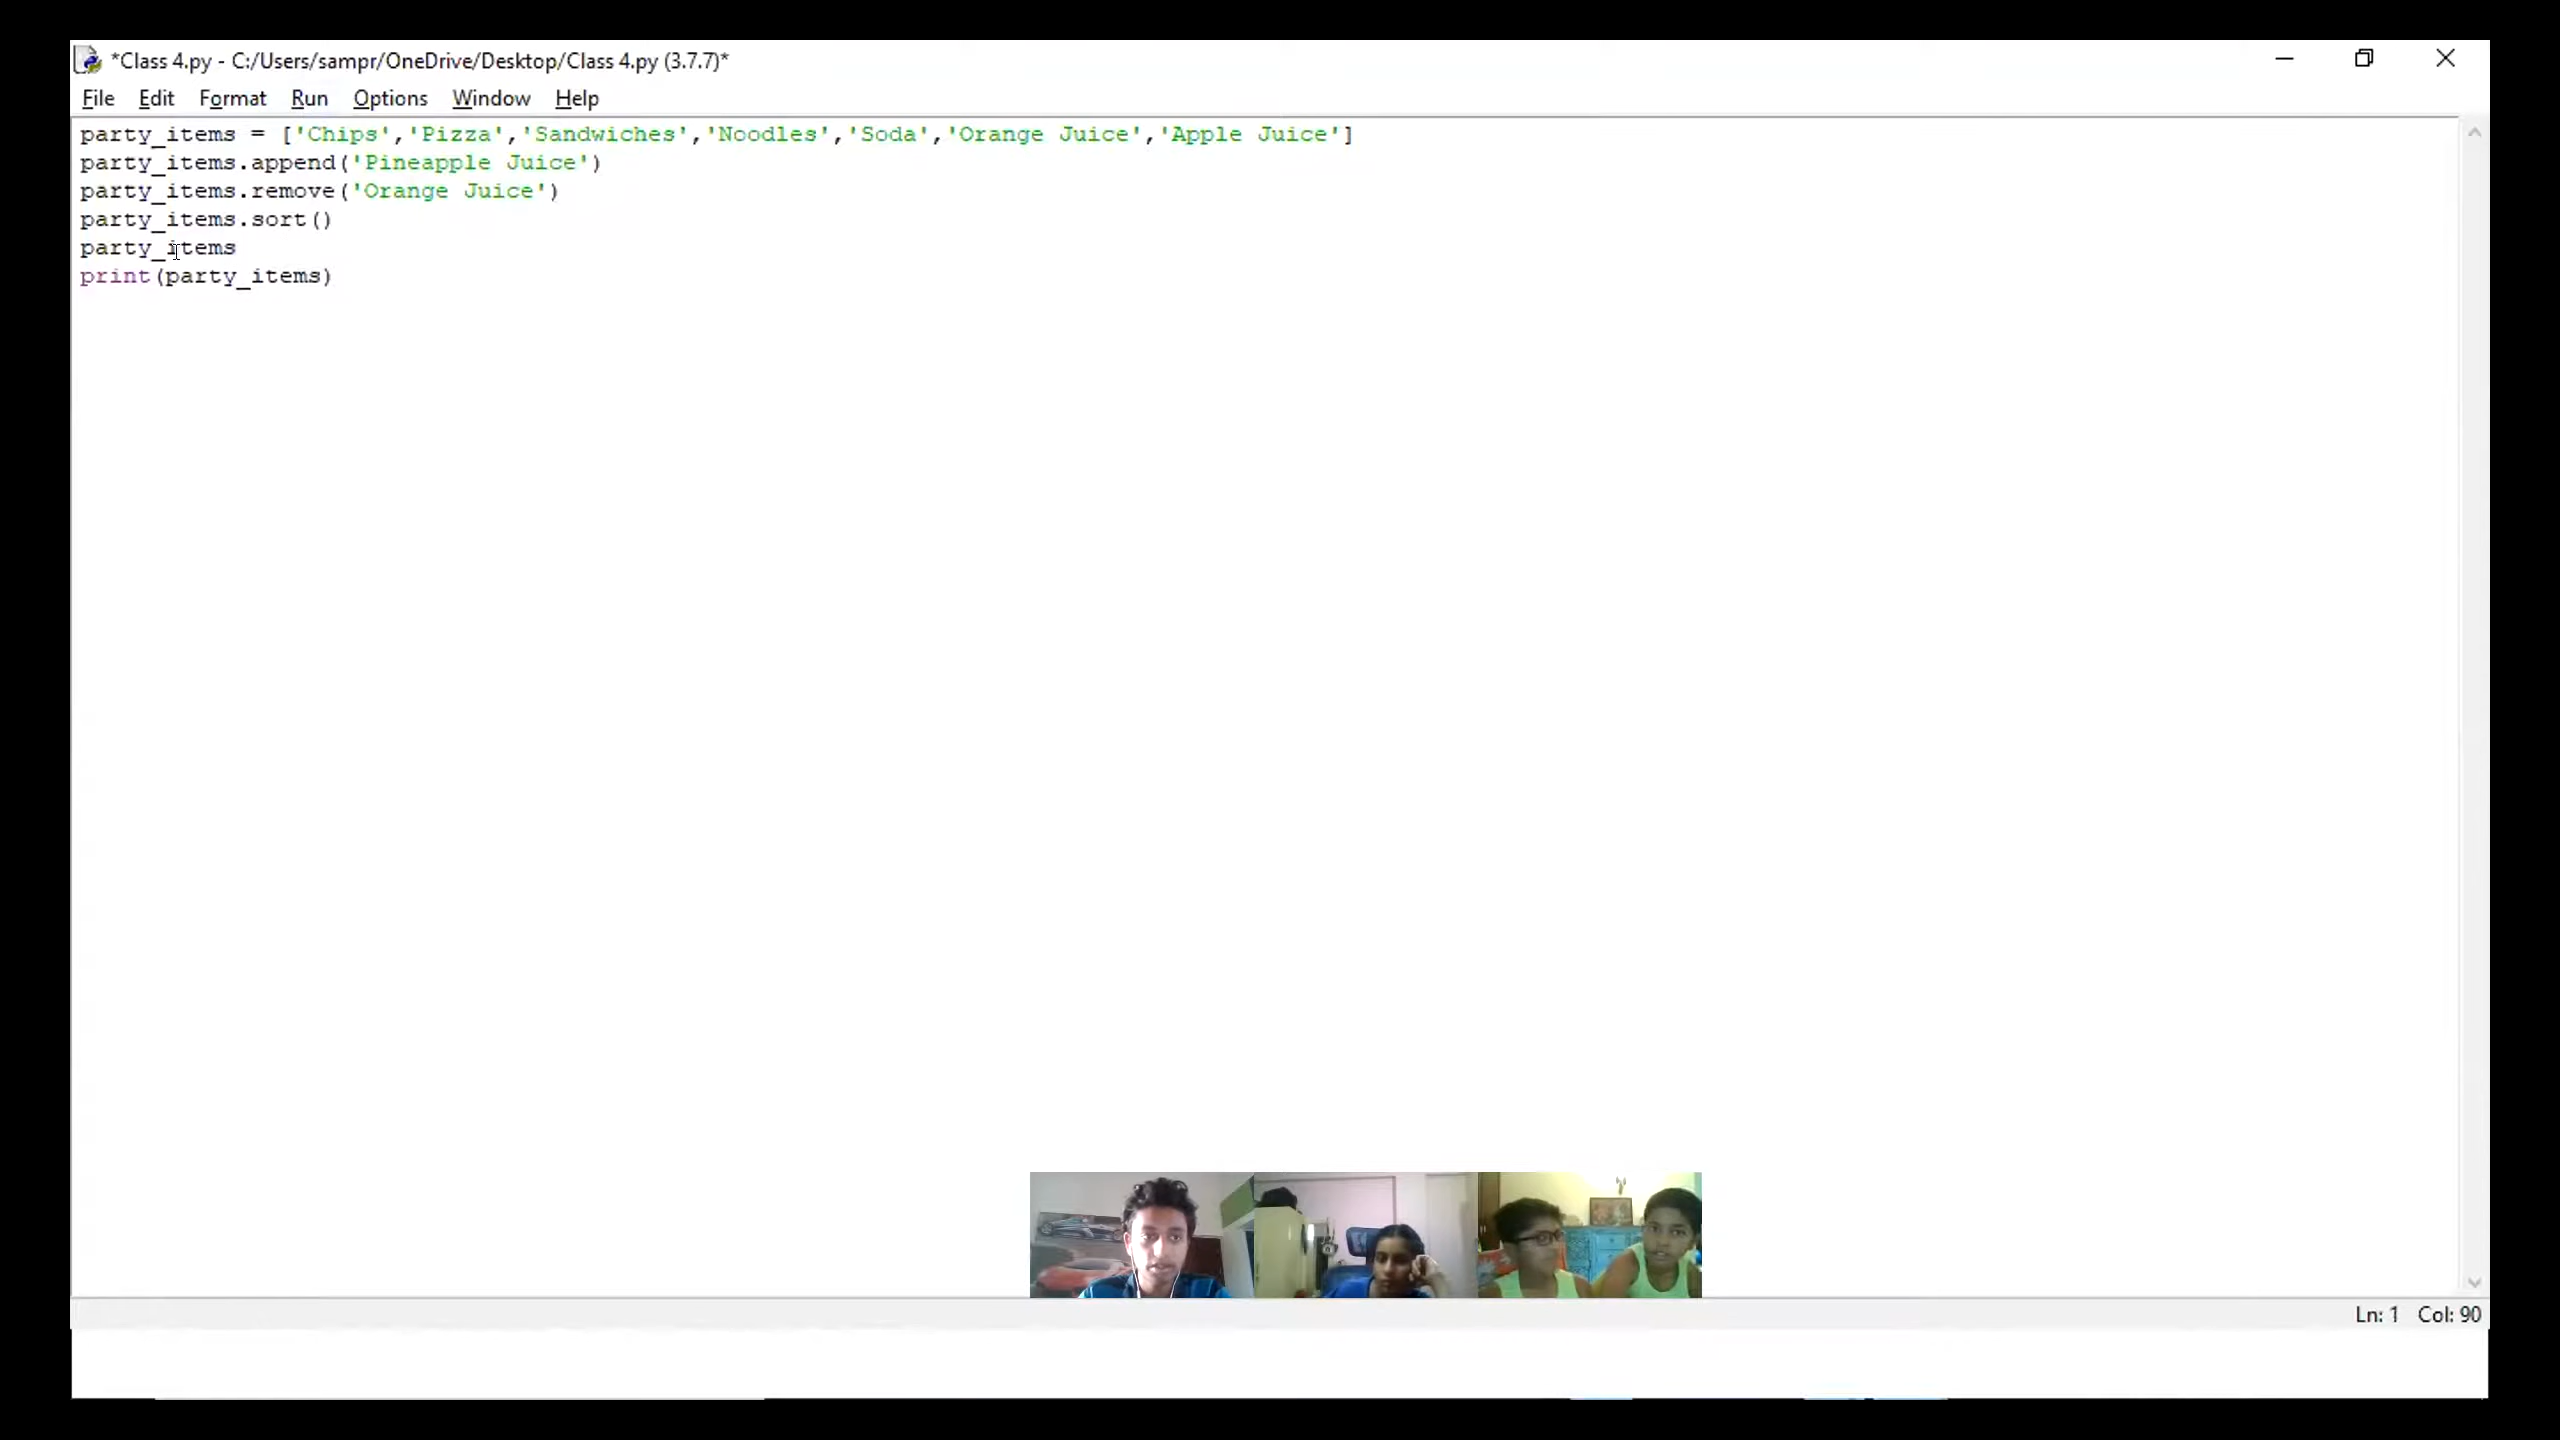 *Class 4.py - C:/Users/sampr/OneDrive/Desktop/Class 4.py (3.7.7)*
File Edit Format Run Options Window Help
party_items = ['Chips','Pizza','Sandwiches','Noodles','Soda','Orange Juice','Apple Juice']
party_items.append('Pineapple Juice')
party_items.remove('Orange Juice')
party_items.sort()
party_items
print(party_items)
Ln: 1 Col: 90